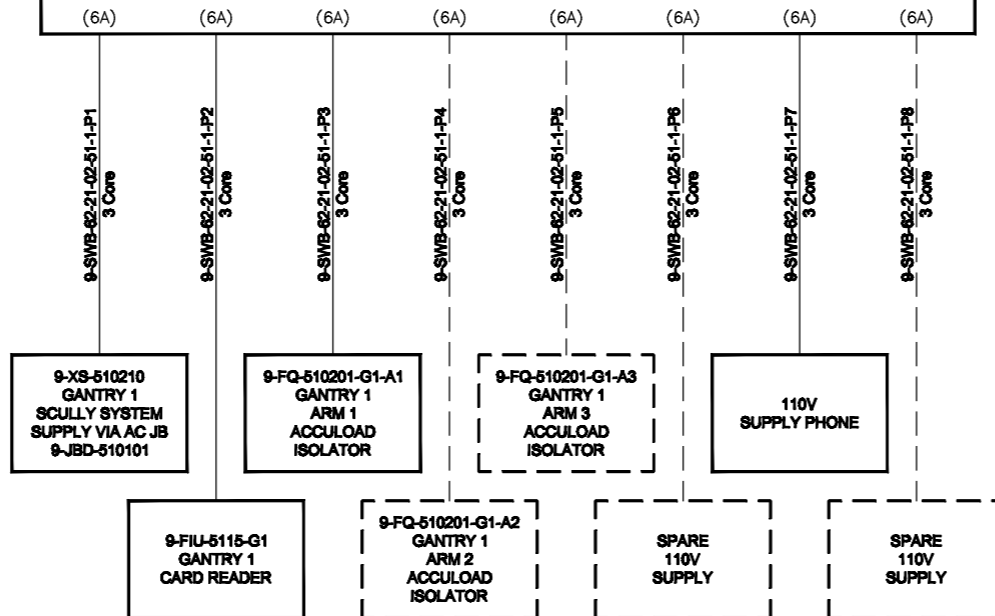 (6A) (6A) (6A) (6A) (6A) (6A) (6A) (6A)
9-SWB-62-21-02-51-1-P1
3 Core
9-SWB-62-21-02-51-1-P2
3 Core
9-SWB-62-21-02-51-1-P3
3 Core
9-SWB-62-21-02-51-1-P4
3 Core
9-SWB-62-21-02-51-1-P5
3 Core
9-SWB-62-21-02-51-1-P6
3 Core
9-SWB-62-21-02-51-1-P7
3 Core
9-SWB-62-21-02-51-1-P8
3 Core
9-XS-510210
GANTRY 1
SCULLY SYSTEM
SUPPLY VIA AC JB
9-JBD-510101
9-FQ-510201-G1-A1
GANTRY 1
ARM 1
ACCULOAD
ISOLATOR
9-FQ-510201-G1-A3
GANTRY 1
ARM 3
ACCULOAD
ISOLATOR
110V
SUPPLY PHONE
9-FIU-5115-G1
GANTRY 1
CARD READER
9-FQ-510201-G1-A2
GANTRY 1
ARM 2
ACCULOAD
ISOLATOR
SPARE
110V
SUPPLY
SPARE
110V
SUPPLY